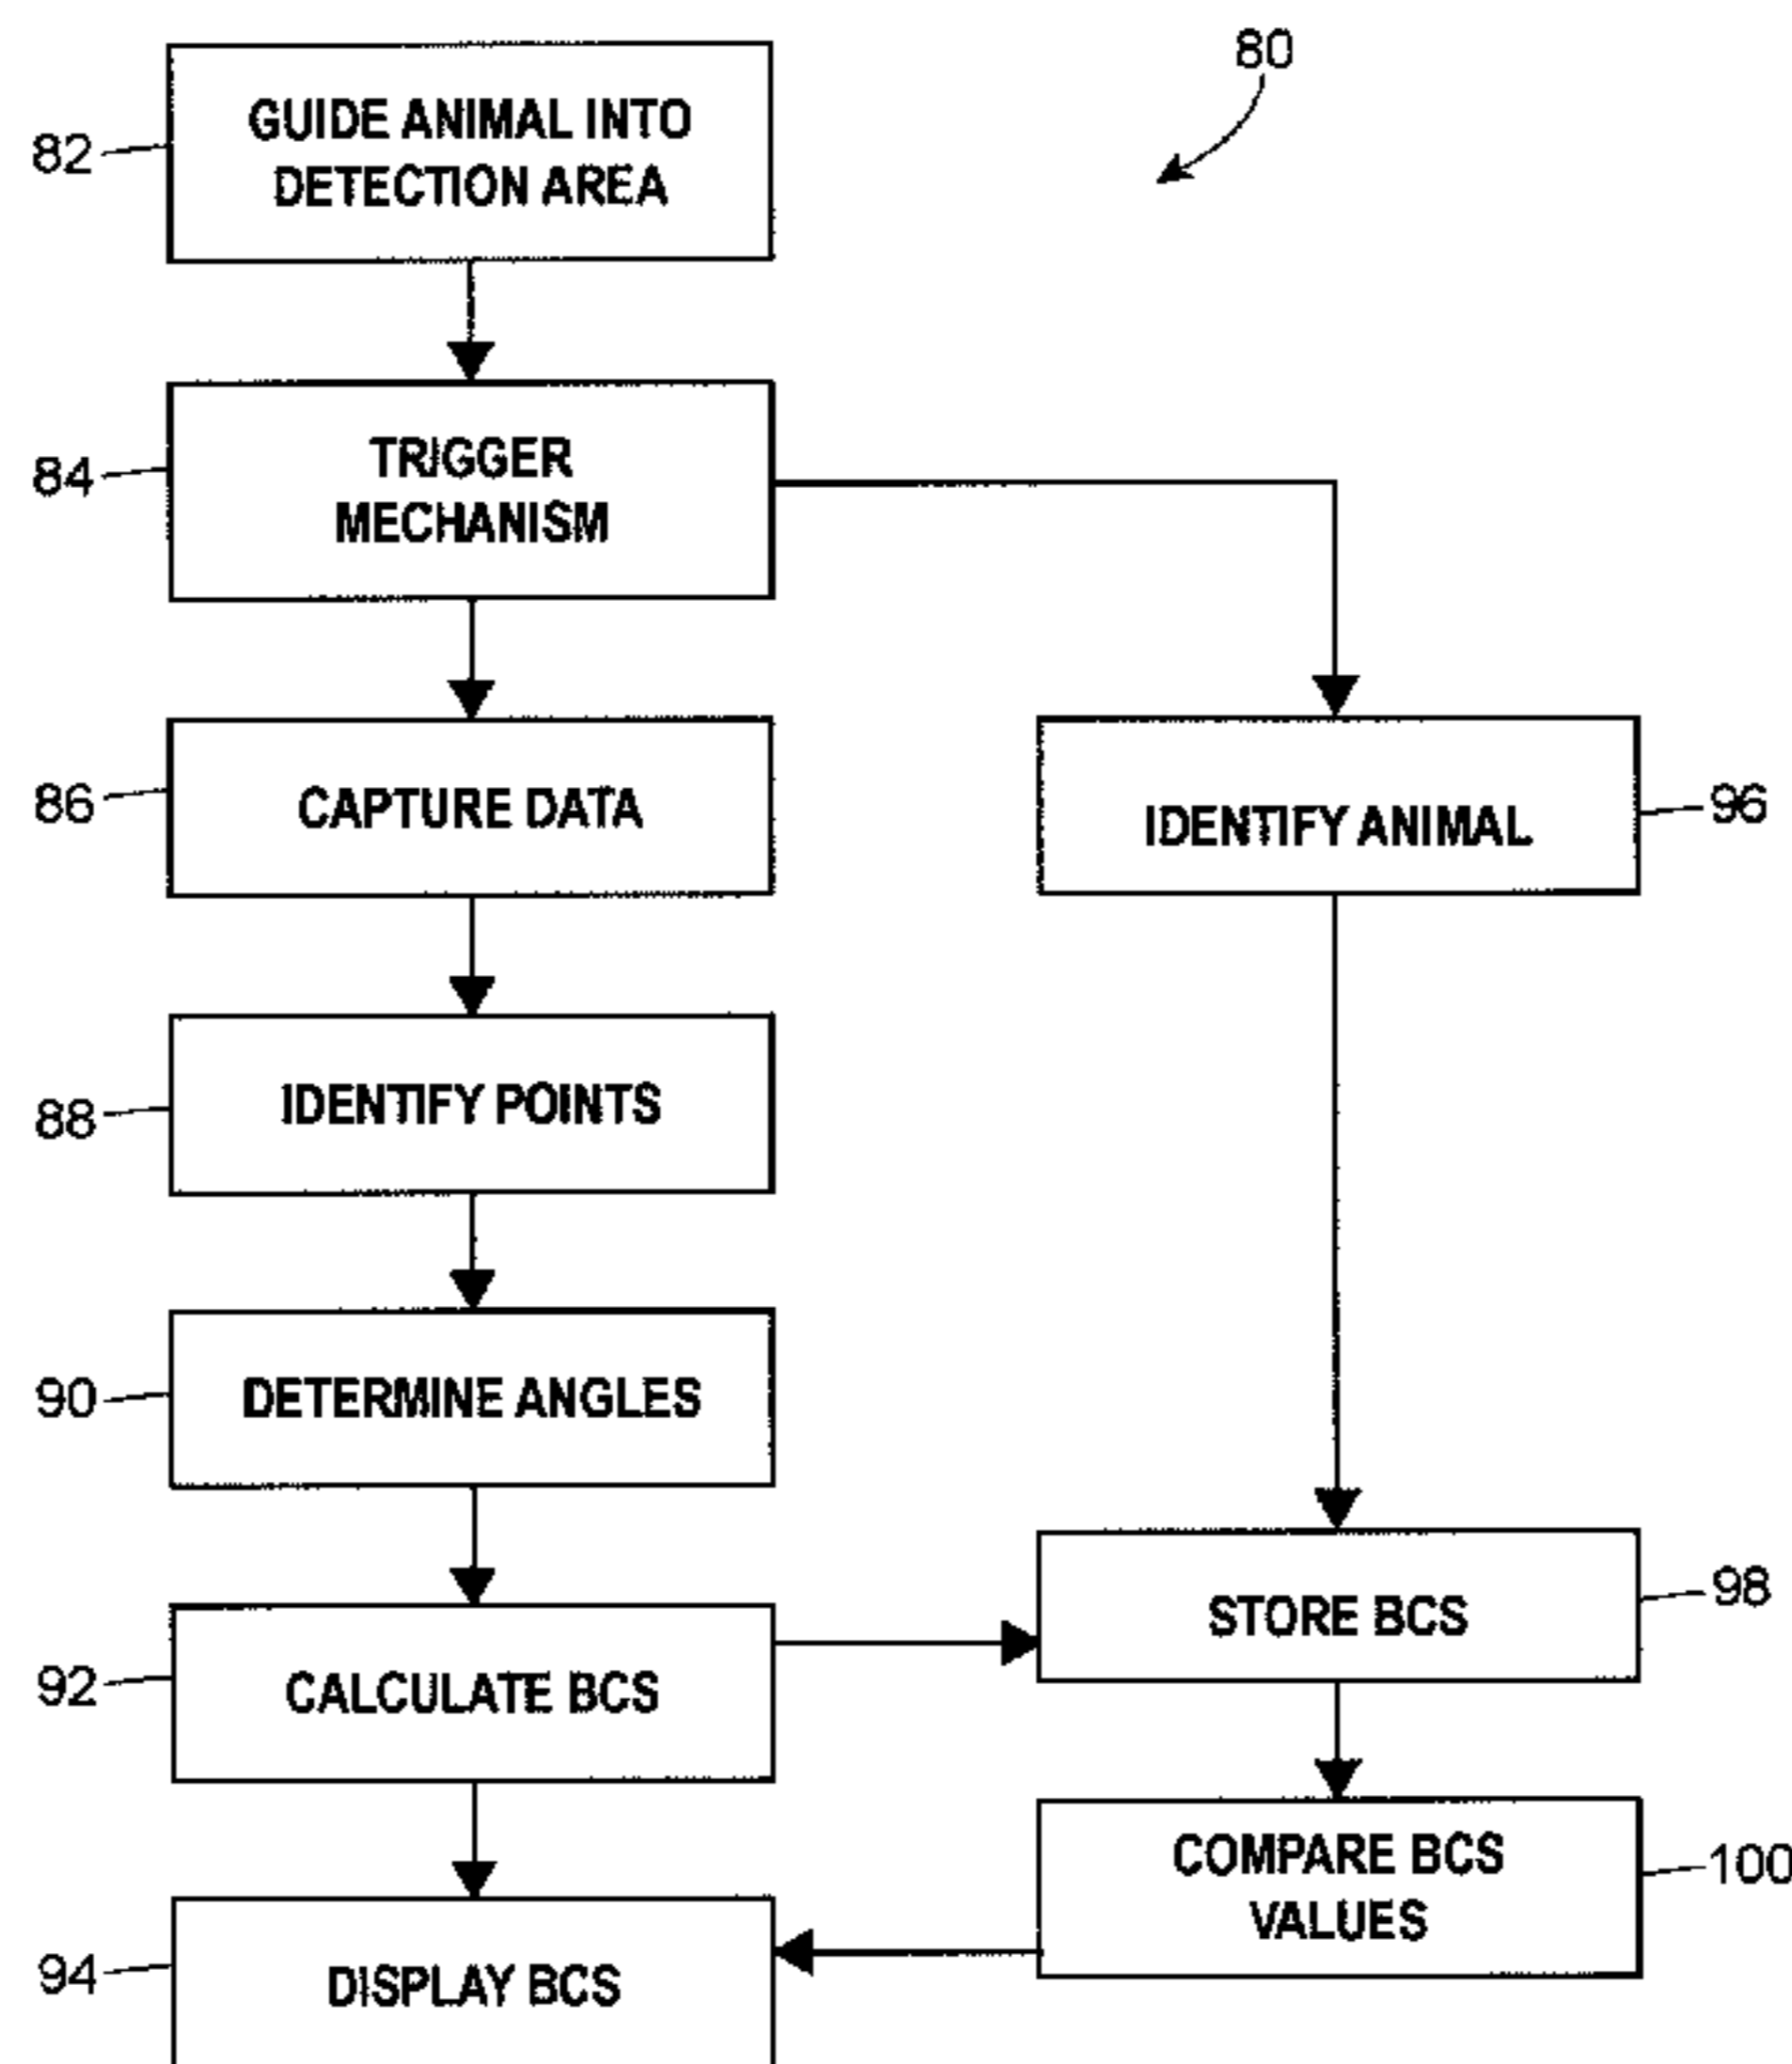 80
82
GUIDE ANIMAL INTO
DETECTION AREA
84
TRIGGER
MECHANISM
86
CAPTURE DATA
IDENTIFY ANIMAL
96
88
IDENTIFY POINTS
90
DETERMINE ANGLES
STORE BCS
98
92
CALCULATE BCS
COMPARE BCS
VALUES
100
94
DISPLAY BCS